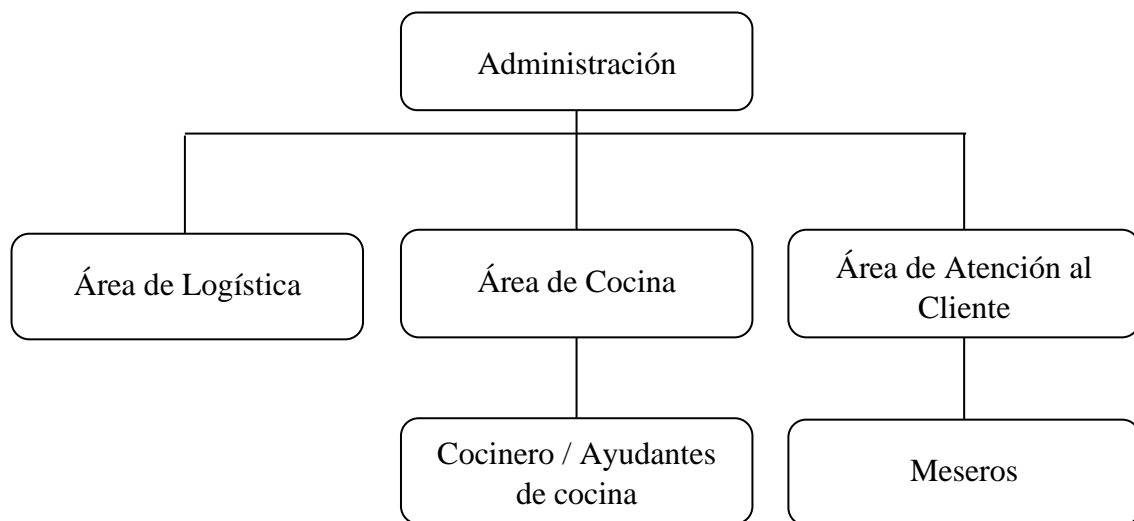 Administración
Área de Logística
Área de Cocina
Área de Atención al
Cliente
Cocinero / Ayudantes
de cocina
Meseros